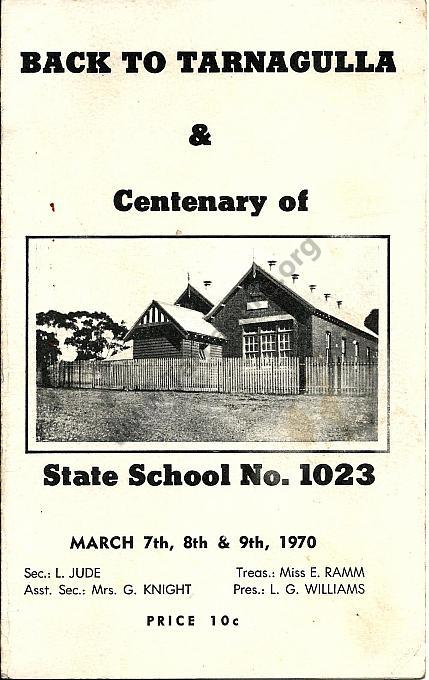 BACK TO TARNAGULLA
&
Centenary of
State School No. 1023
MARCH 7th, 8th & 9th, 1970
Sec.: L. JUDE Treas.: Miss E. RAMM
Asst. Sec.: Mrs. G. KNIGHT Pres.: L. G. WILLIAMS
PRICE 10c